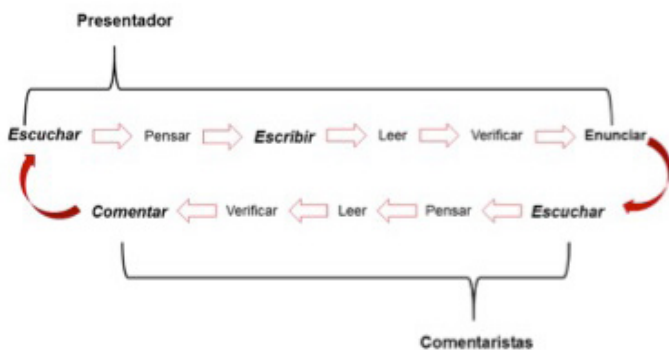 Presentador
Escuchar Pensar Escribir Leer Verificar Enunciar
Comentar Verificar Leer Pensar Escuchar
Comentaristas